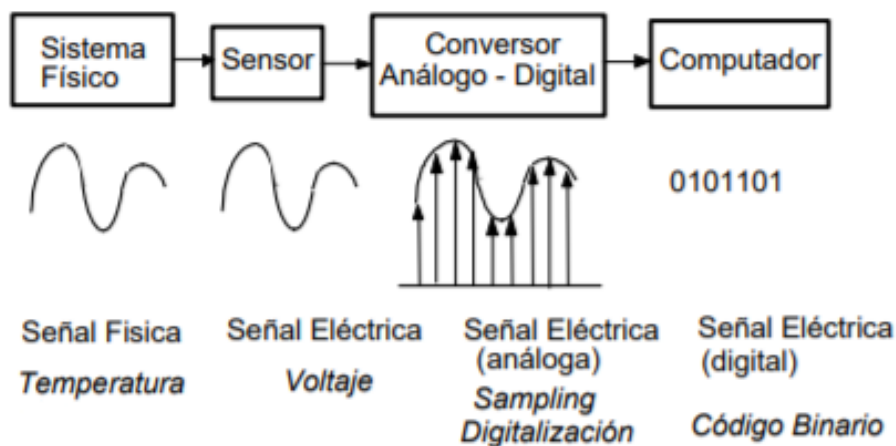 Sistema
Físico
Sensor
Conversor
Análogo - Digital
Computador
0101101
Señal Fisica
Temperatura
Señal Eléctrica
Voltaje
Señal Eléctrica
(análoga)
Sampling
Digitalización
Señal Eléctrica
(digital)
Código Binario